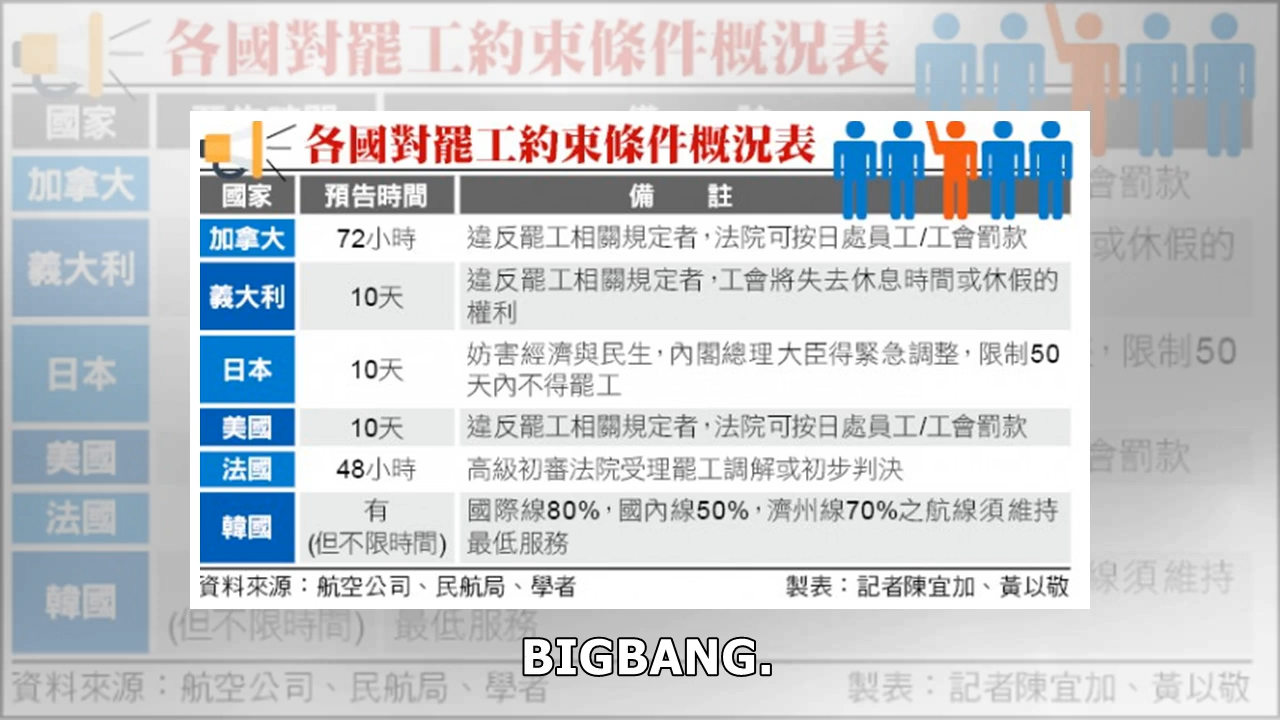 各國對罷工約束條件概況表
國家 預告時間 備 註
加拿大 72小時 違反罷工相關規定者,法院可按日處員工/工會罰款
義大利 10天 違反罷工相關規定者,工會將失去休息時間或休假的
權利
日本 10天 妨害經濟與民生,內閣總理大臣得緊急調整,限制50
天內不得罷工
美國 10天 違反罷工相關規定者,法院可按日處員工/工會罰款
法國 48小時 高級初審法院受理罷工調解或初步判決
韓國 有 國際線80%,國內線50%,濟州線70%之航線須維持
(但不限時間) 最低服務
資料來源:航空公司、民航局、學者 製表:記者陳宜加、黃以敬
BIGBANG.